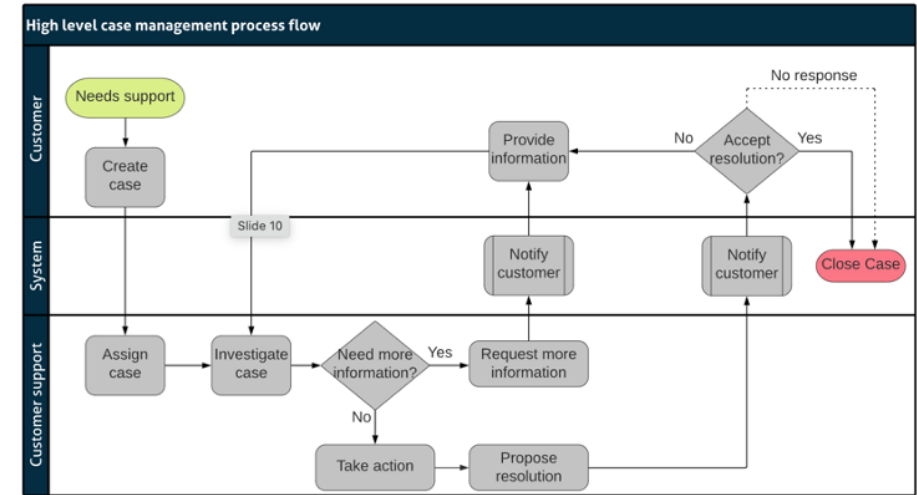 High level case management process flow
Customer
Needs support
Create
case
Provide
information
No
Accept
resolution?
Yes
No response
Slide 10
System
Notify
customer
Notify
customer
Close Case
Customer support
Assign
case
Investigate
case
Need more
information?
Yes
Request more
information
No
Take action
Propose
resolution